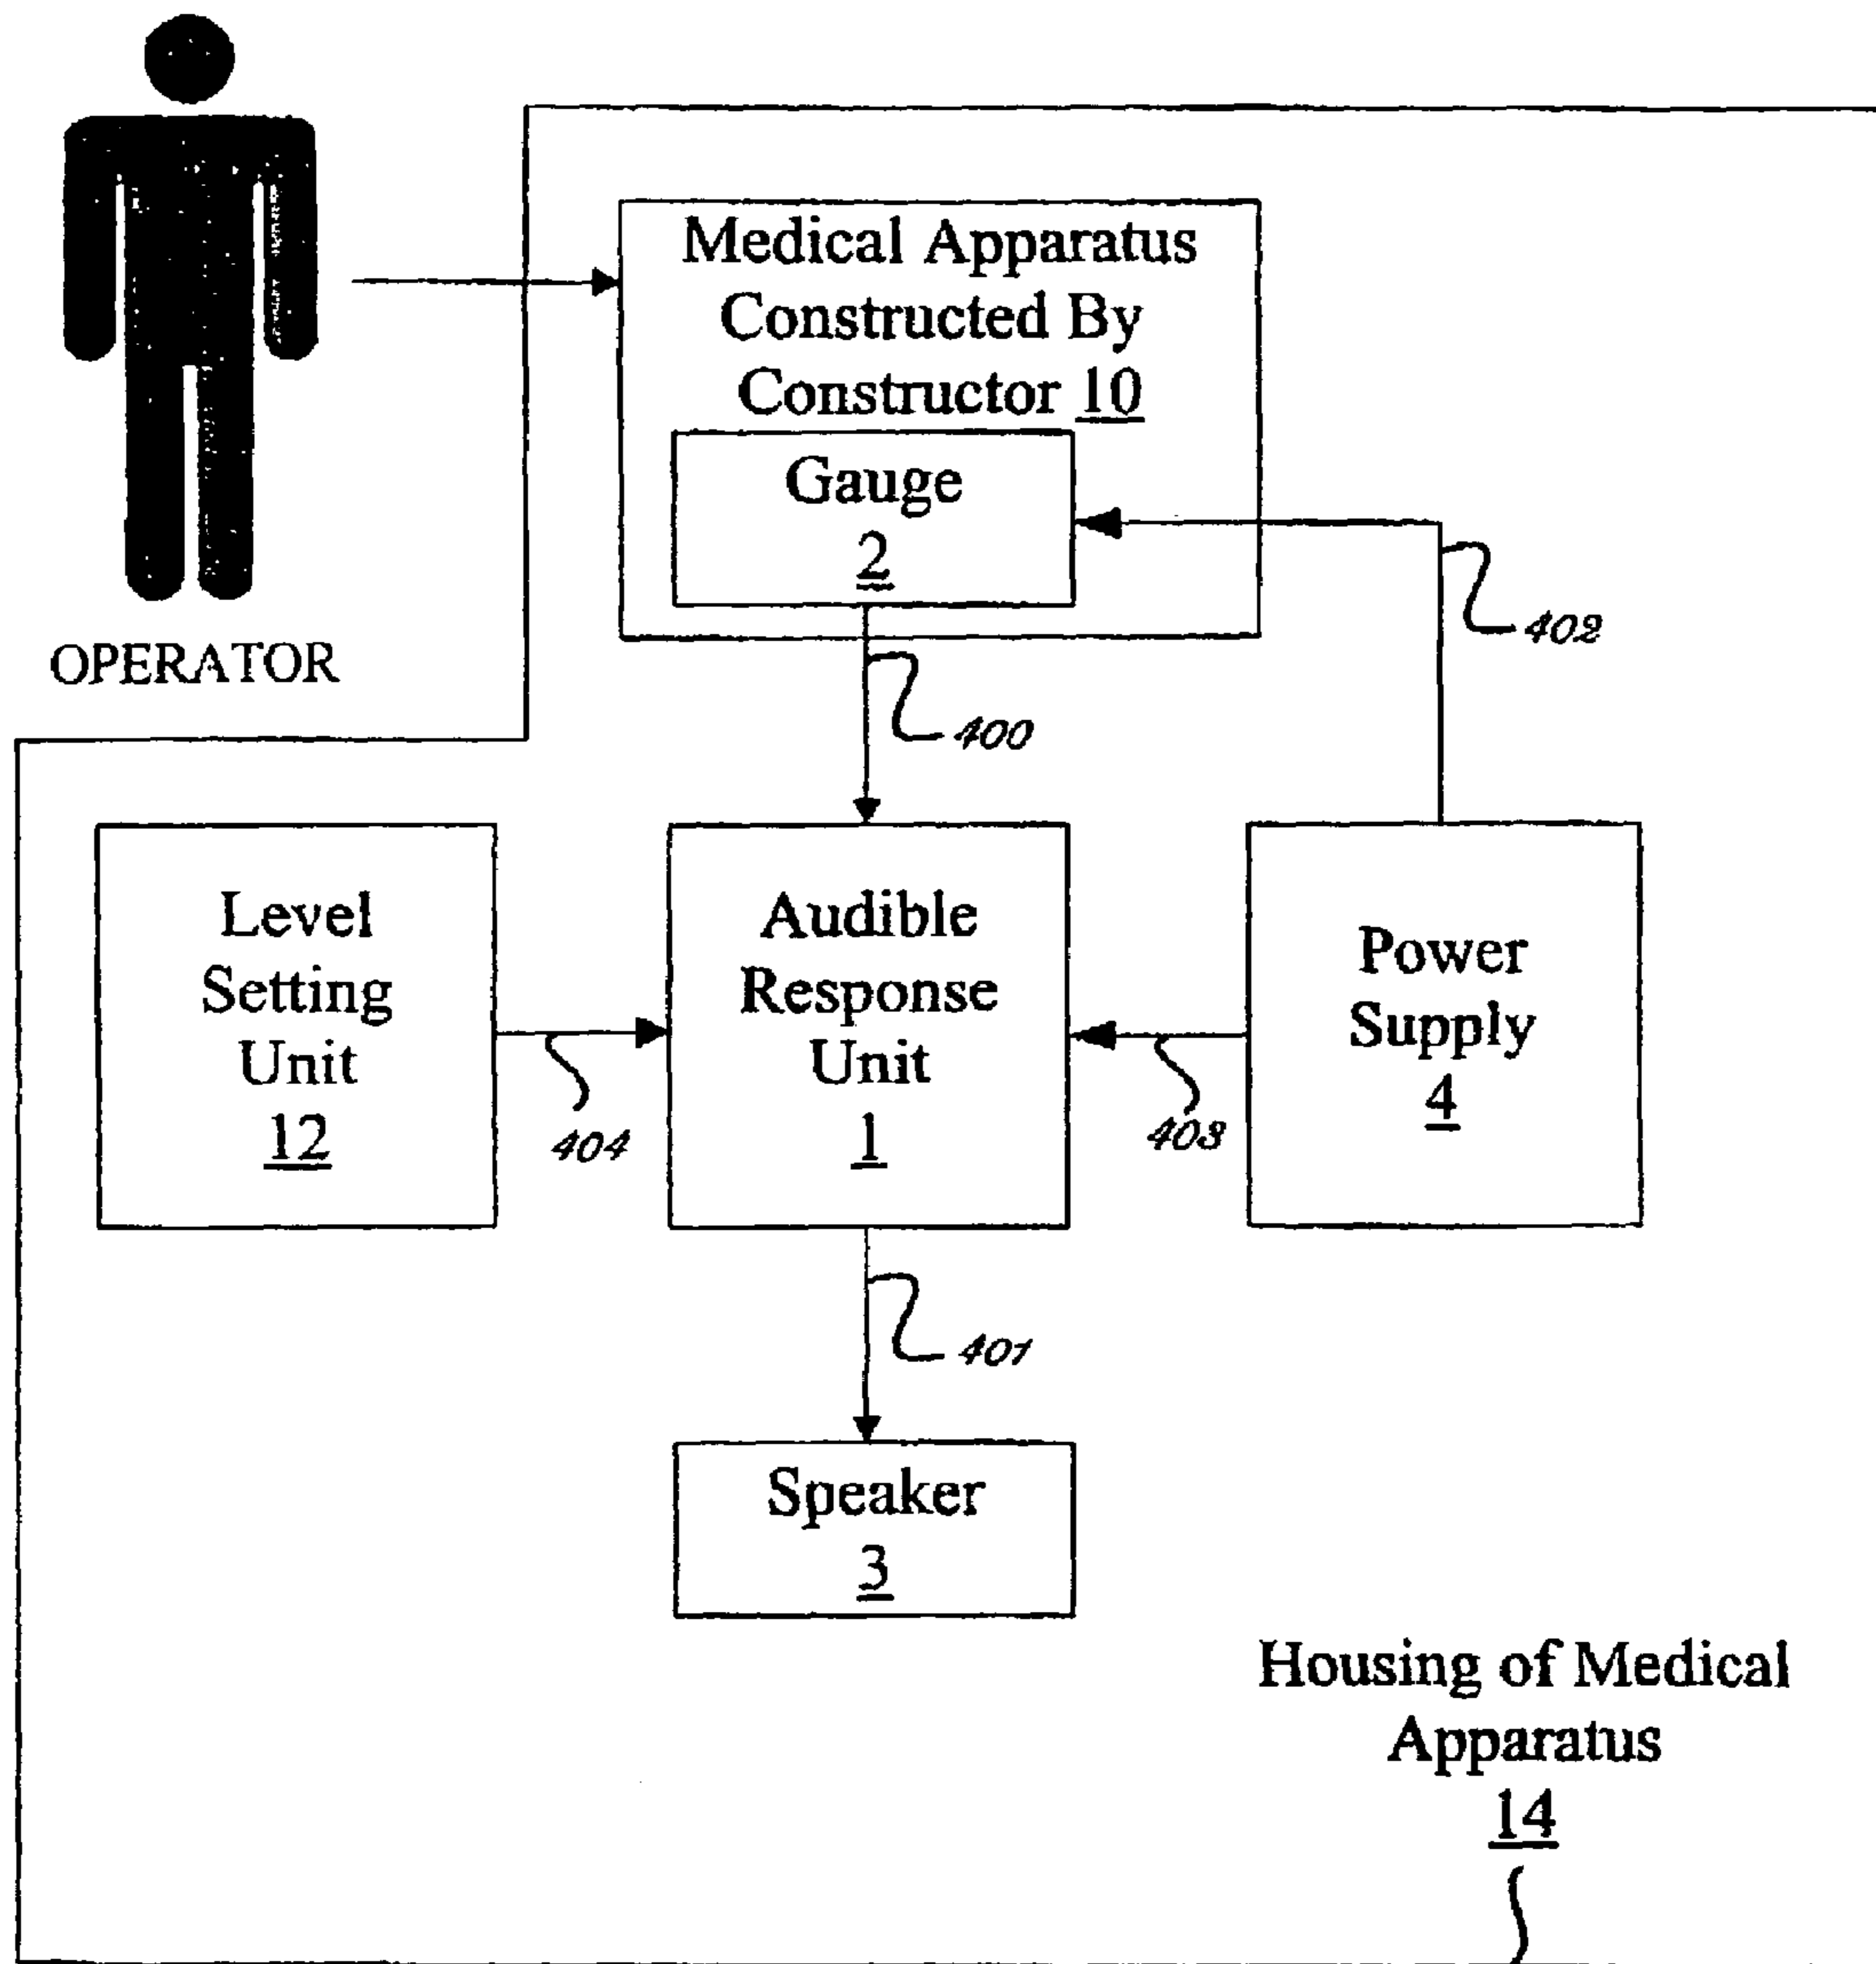 Medical Apparatus
Constructed By
Constructor 10
Gauge
2
402
OPERATOR
400
Level
Setting
Unit
12
404
Audible
Response
Unit
1
403
Power
Supply
4
401
Speaker
3
Housing of Medical
Apparatus
14